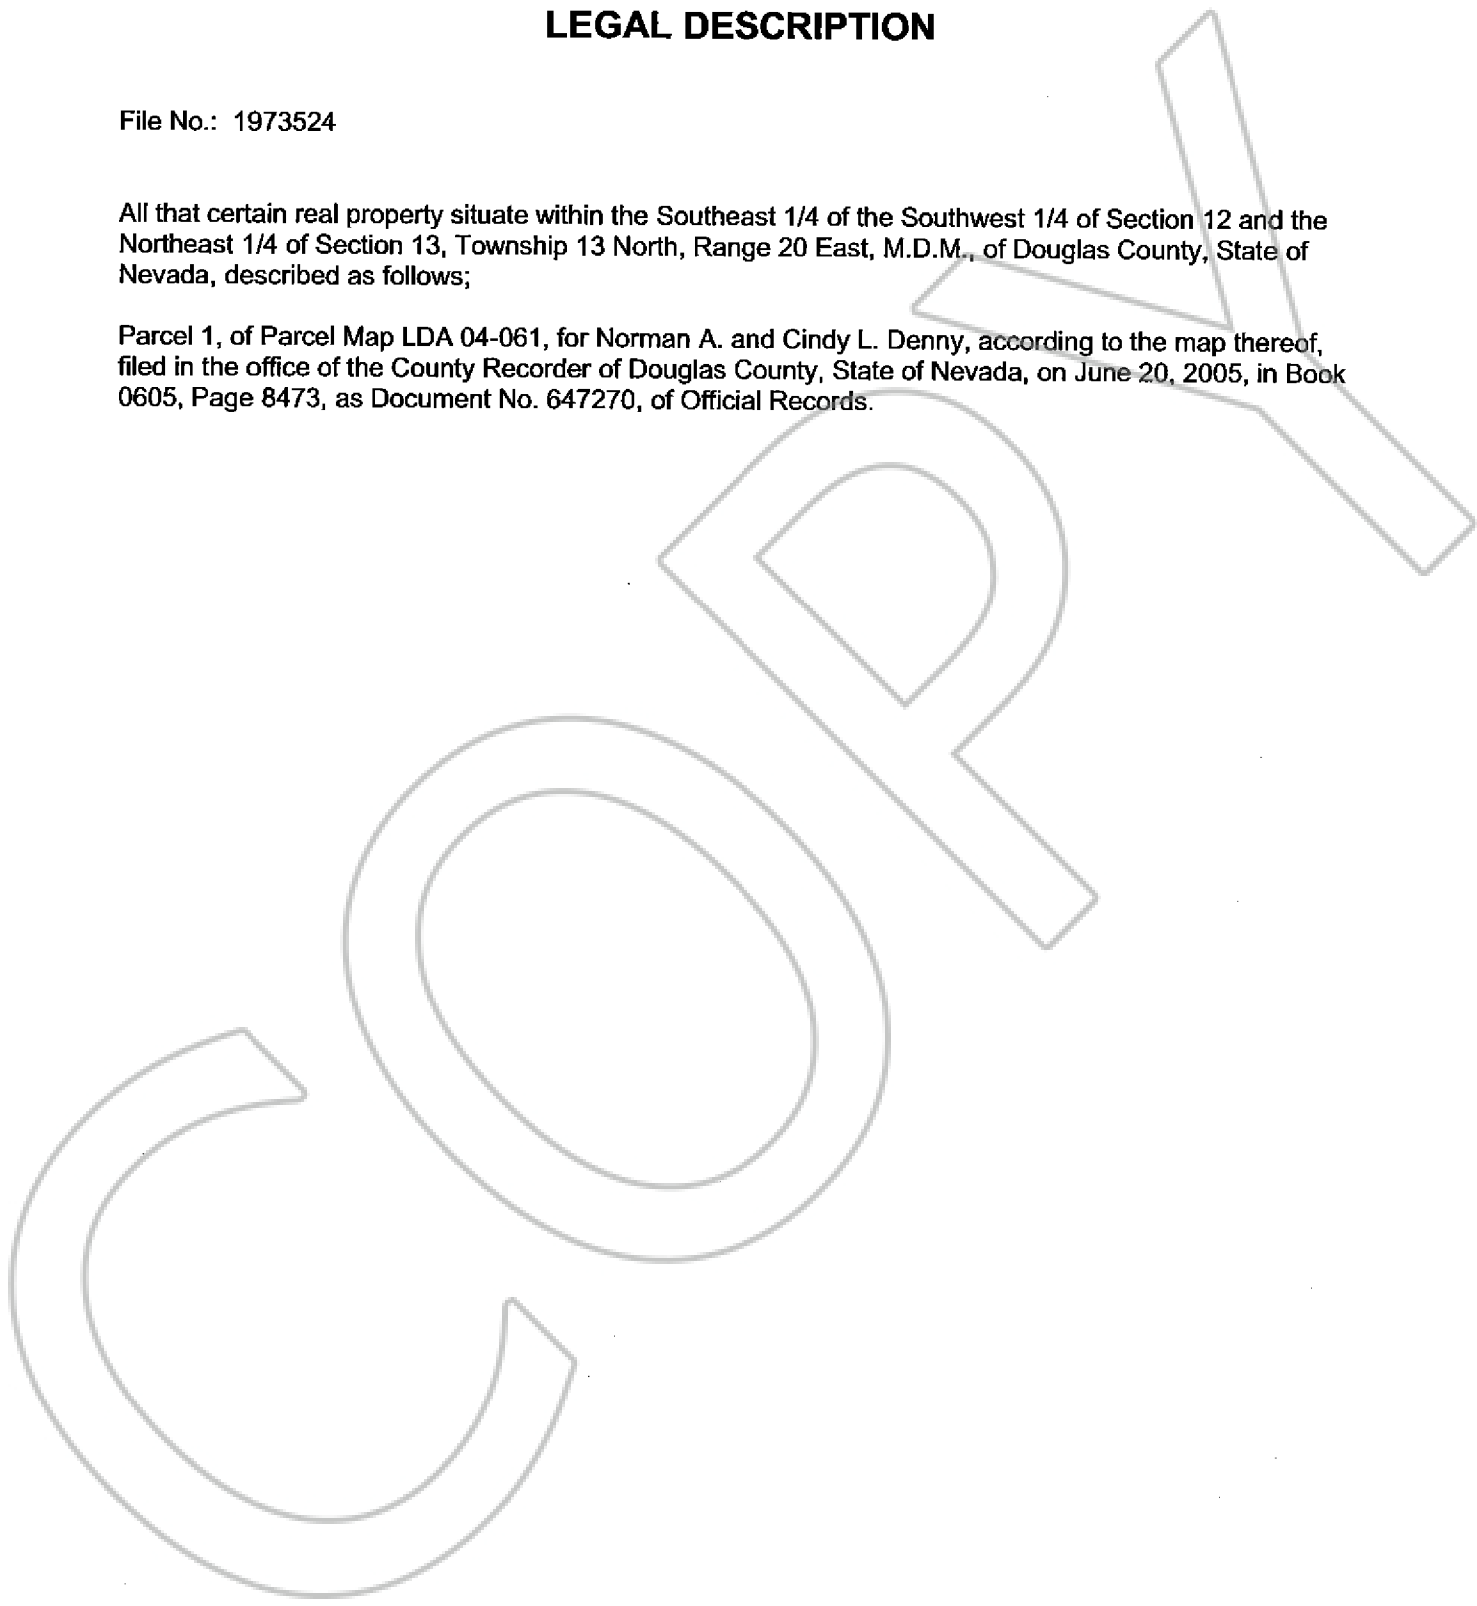 LEGAL DESCRIPTION
File No.: 1973524
All that certain real property situate within the Southeast 1/4 of the Southwest 1/4 of Section 12 and the
Northeast 1/4 of Section 13, Township 13 North, Range 20 East, M.D.M., of Douglas County, State of
Nevada, described as follows;
Parcel 1, of Parcel Map LDA 04-061, for Norman A. and Cindy L. Denny, according to the map thereof,
filed in the office of the County Recorder of Douglas County, State of Nevada, on June 20, 2005, in Book
0605, Page 8473, as Document No. 647270, of Official Records.
COPY